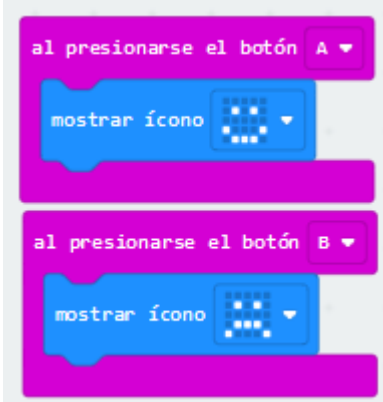 al presionarse el botón A
mostrar ícono
al presionarse el botón B
mostrar ícono